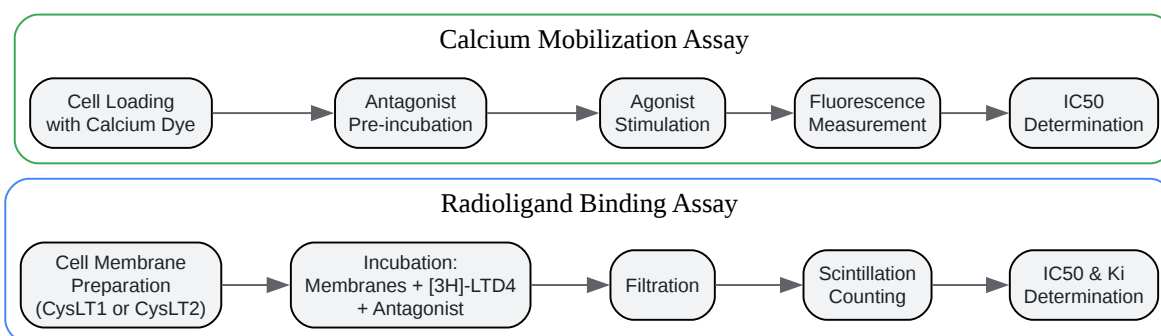 Calcium Mobilization Assay
Cell Loading
with Calcium Dye
Antagonist
Pre-incubation
Agonist
Stimulation
Fluorescence
Measurement
IC50
Determination
Radioligand Binding Assay
Cell Membrane
Preparation
(CysLT1 or CysLT2)
Incubation:
Membranes + [3H]-LTD4
+ Antagonist
Filtration
Scintillation
Counting
IC50 & Ki
Determination